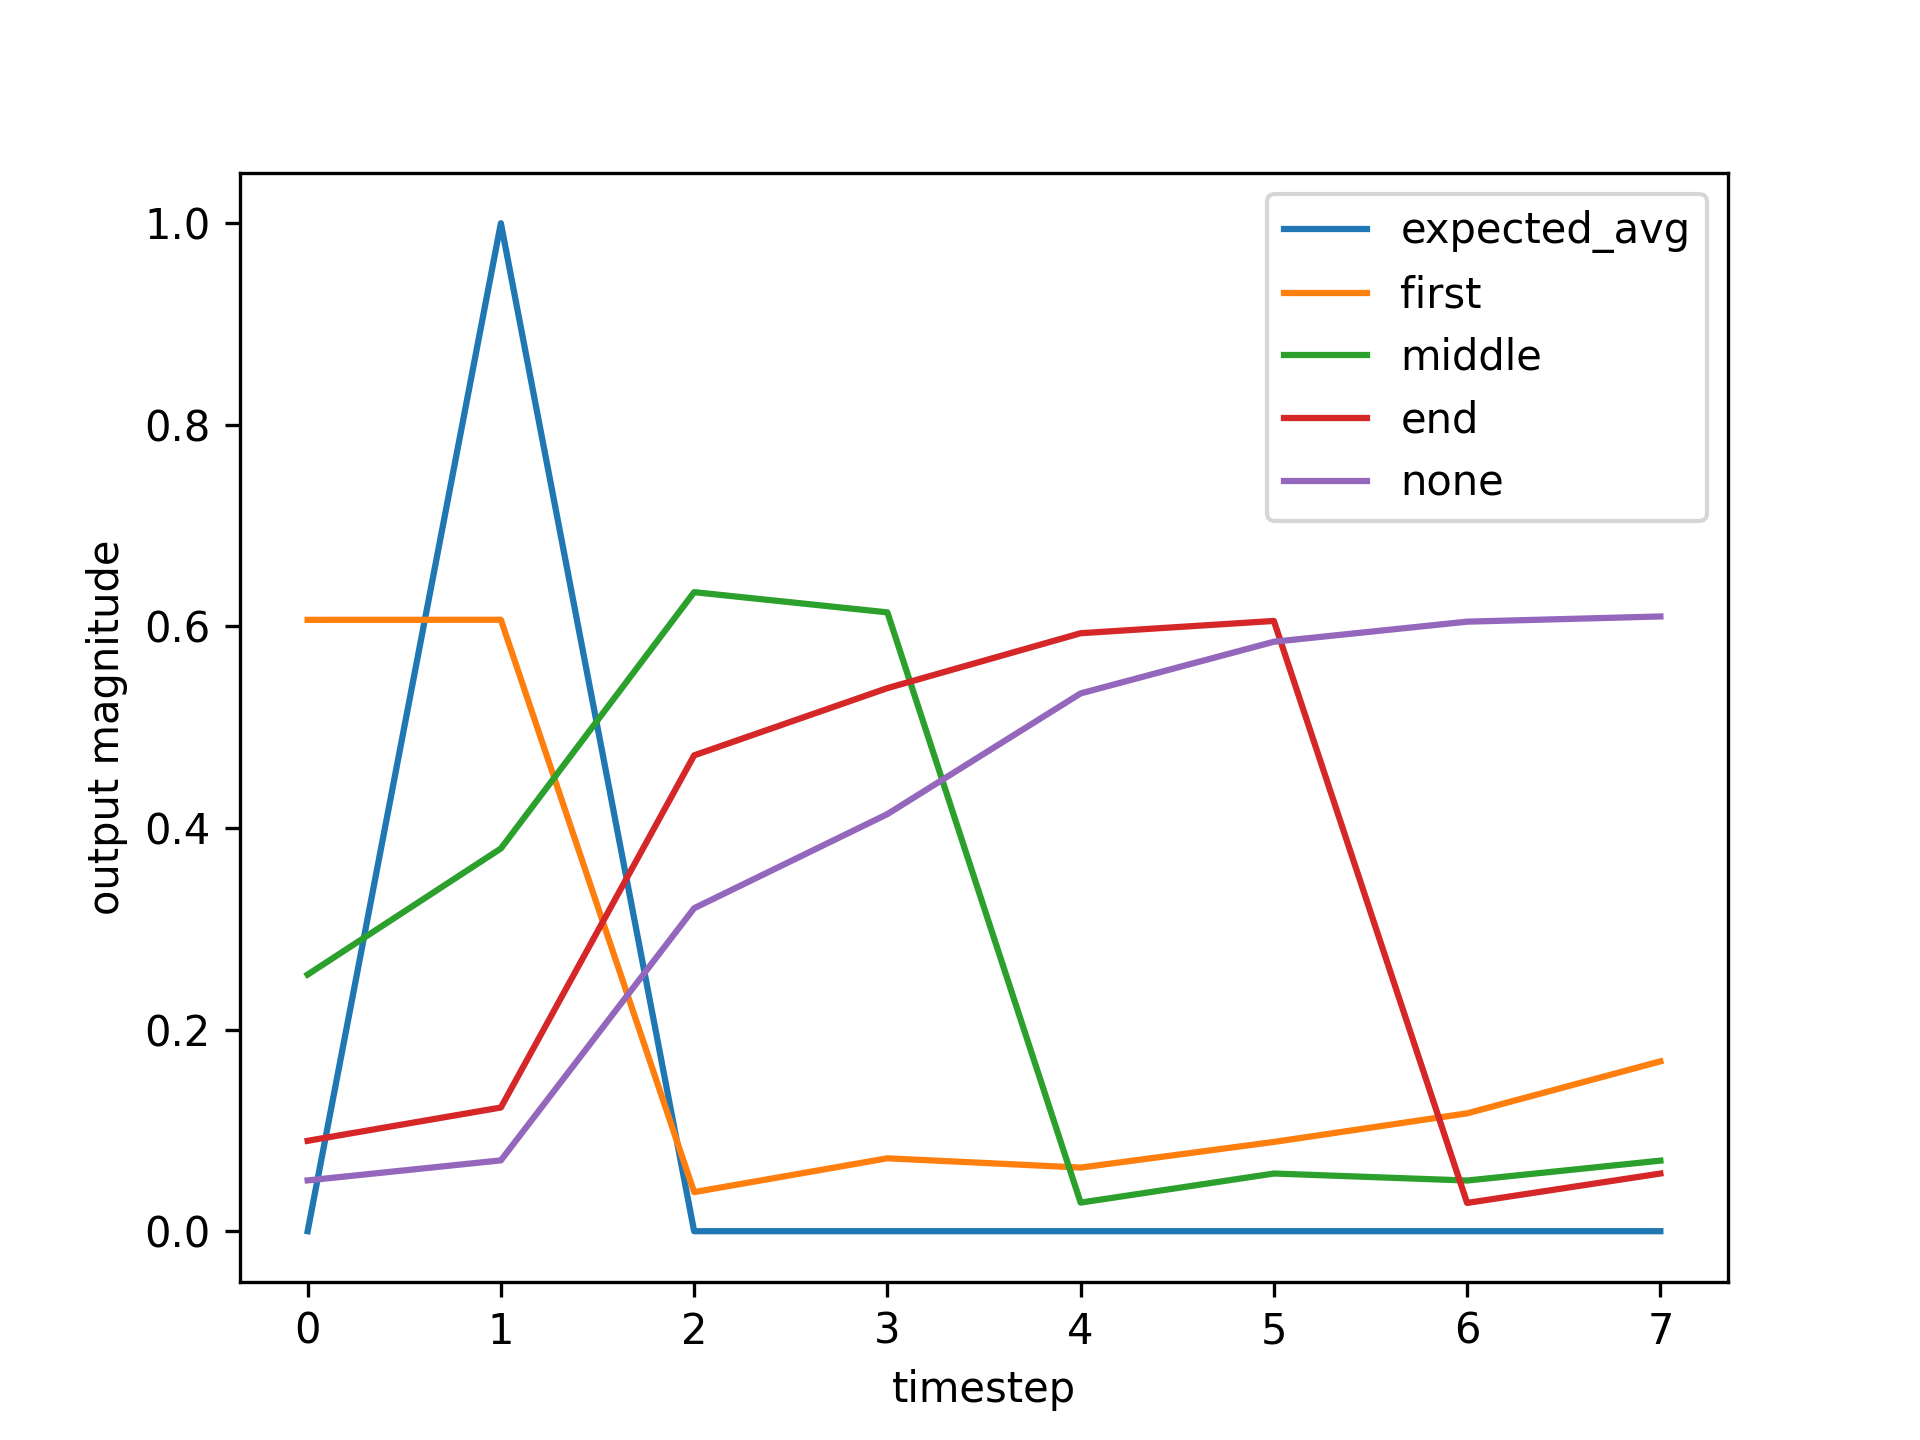 expected_avg
first
middle
end
none
output magnitude
1.0
0.8
0.6
0.4
0.2
0.0
0 1 2 3 4 5 6 7
timestep